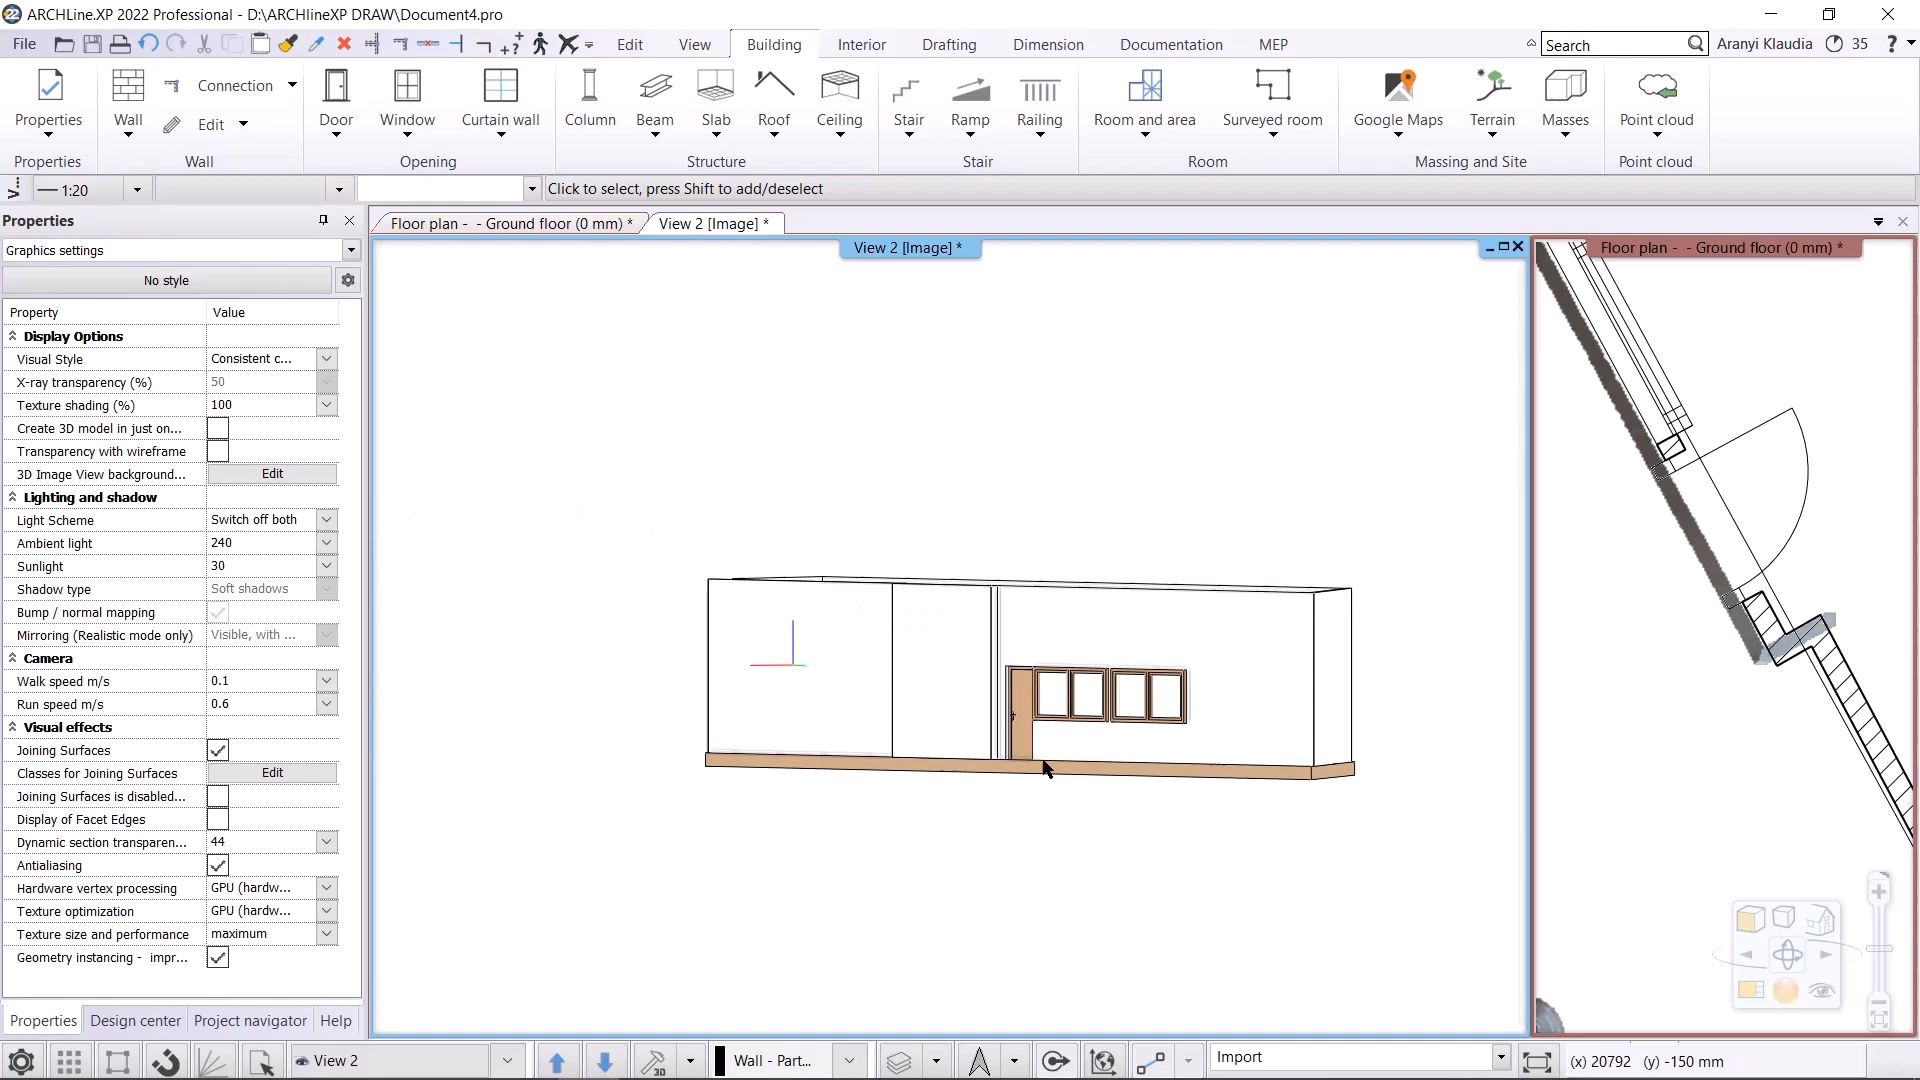 ARCHLine.XP 2022 Professional - D:\ARCHlineXP DRAW\Document4.pro
File
Edit
View
Building
Interior
Drafting
Dimension
Documentation
MEP
Search
Aranyi Klaudia
35
?
Properties
Wall
Connection
Edit
Door
Window
Curtain wall
Column
Beam
Slab
Roof
Ceiling
Stair
Ramp
Railing
Room and area
Surveyed room
Google Maps
Terrain
Masses
Point cloud
Properties
Wall
Opening
Structure
Stair
Room
Massing and Site
Point cloud
1:20
Click to select, press Shift to add/deselect
Properties
Floor plan - - Ground floor (0 mm) *
View 2 [Image] *
Graphics settings
View 2 [Image] *
Floor plan - - Ground floor (0 mm) *
No style
Property Value
Display Options
Visual Style Consistent c...
X-ray transparency (%) 50
Texture shading (%) 100
Create 3D model in just on...
Transparency with wireframe
3D Image View background... Edit
Lighting and shadow
Light Scheme Switch off both
Ambient light 240
Sunlight 30
Shadow type Soft shadows
Bump / normal mapping
Mirroring (Realistic mode only) Visible, with ...
Camera
Walk speed m/s 0.1
Run speed m/s 0.6
Visual effects
Joining Surfaces
Classes for Joining Surfaces Edit
Joining Surfaces is disabled...
Display of Facet Edges
Dynamic section transparen... 44
Antialiasing
Hardware vertex processing GPU (hardw...
Texture optimization GPU (hardw...
Texture size and performance maximum
Geometry instancing - impr...
Properties
Design center
Project navigator
Help
View 2
3D
Wall - Part...
Import
(x) 20792 (y) -150 mm